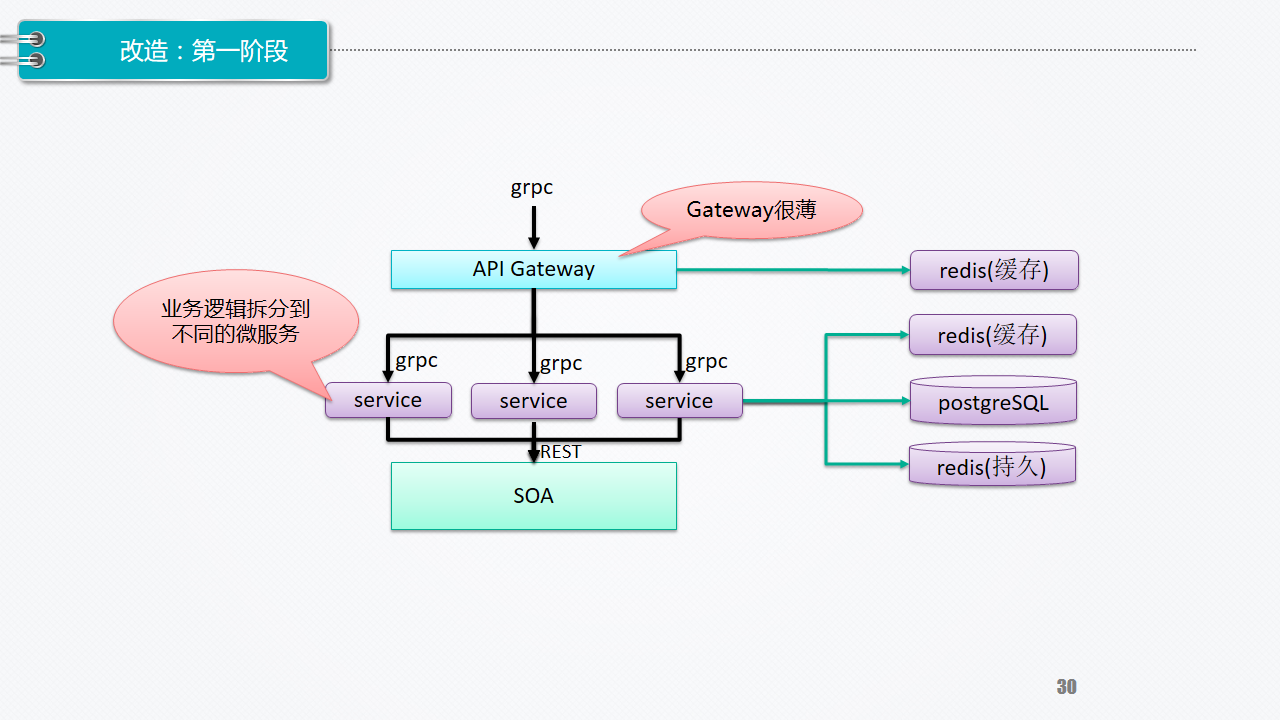 改造：第一阶段
grpc
Gateway很薄
API Gateway
redis(缓存)
业务逻辑拆分到
不同的微服务
redis(缓存)
grpc
grpc
grpc
service
service
service
postgreSQL
REST
redis(持久)
SOA
30